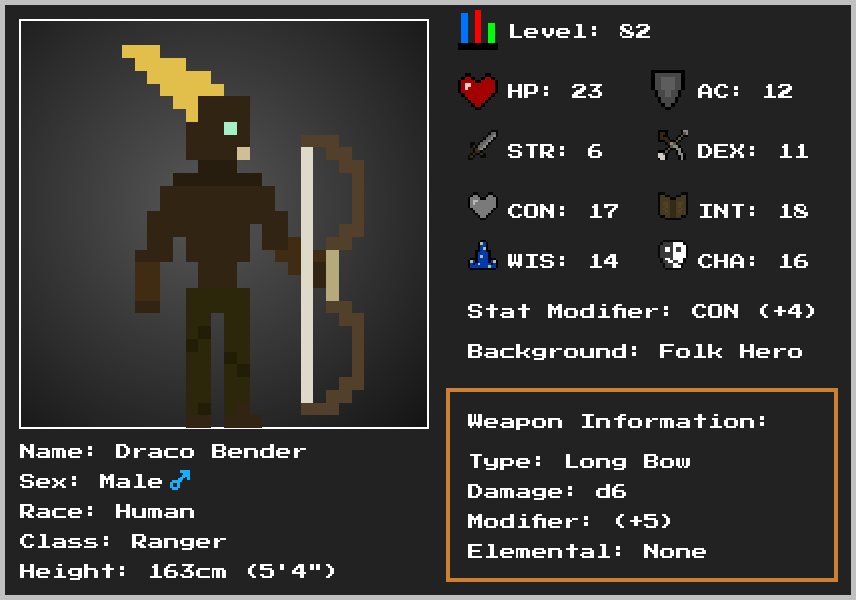 Level: 82
HP: 23
AC: 12
STR: 6
DEX: 11
CON: 17
INT: 18
WIS: 14
CHA: 16
Stat Modifier: CON (+4)
Background: Folk Hero
Weapon Information:
Type: Long Bow
Damage: d6
Modifier: (+5)
Elemental: None
Name: Draco Bender
Sex: Male♂
Race: Human
Class: Ranger
Height: 163cm (5'4")